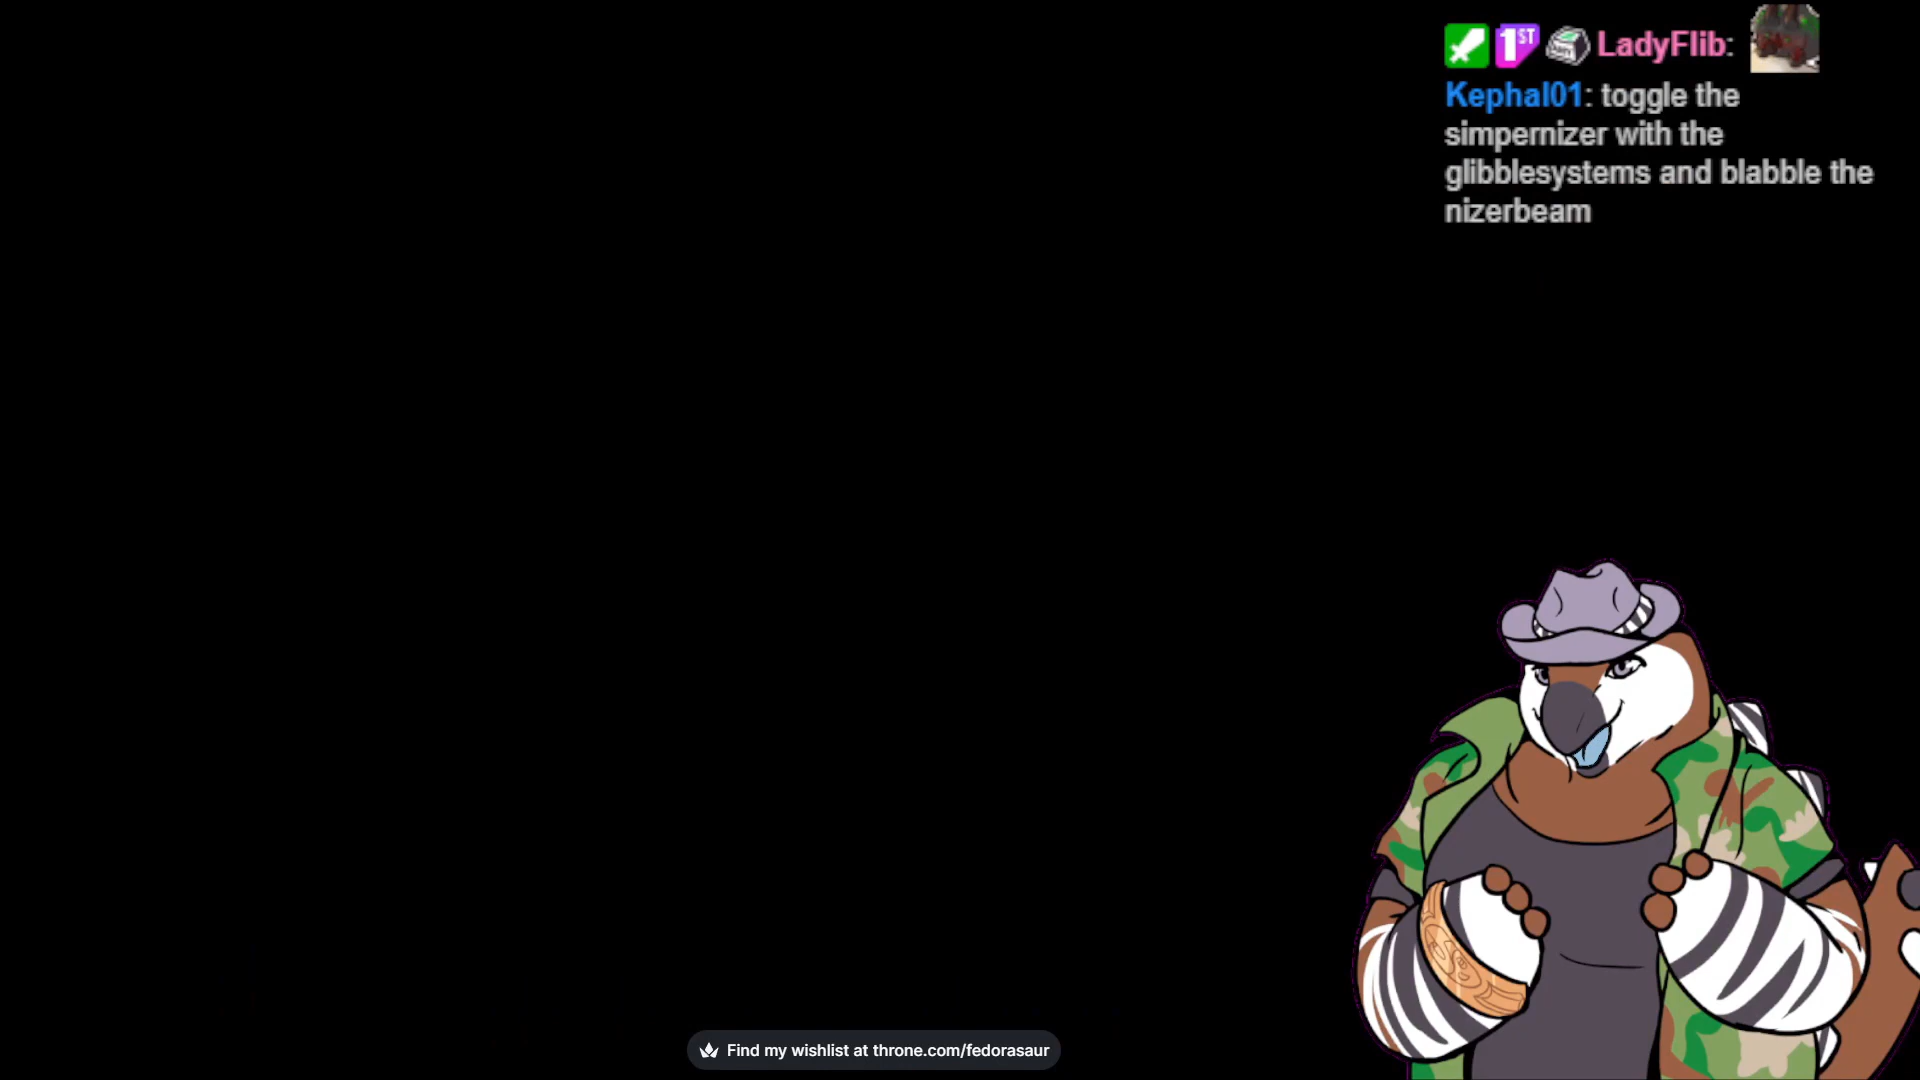 1ST LadyFlib:
Kephal01: toggle the
simpernizer with the
glibblesystems and blabble the
nizerbeam
Find my wishlist at throne.com/fedorasaur